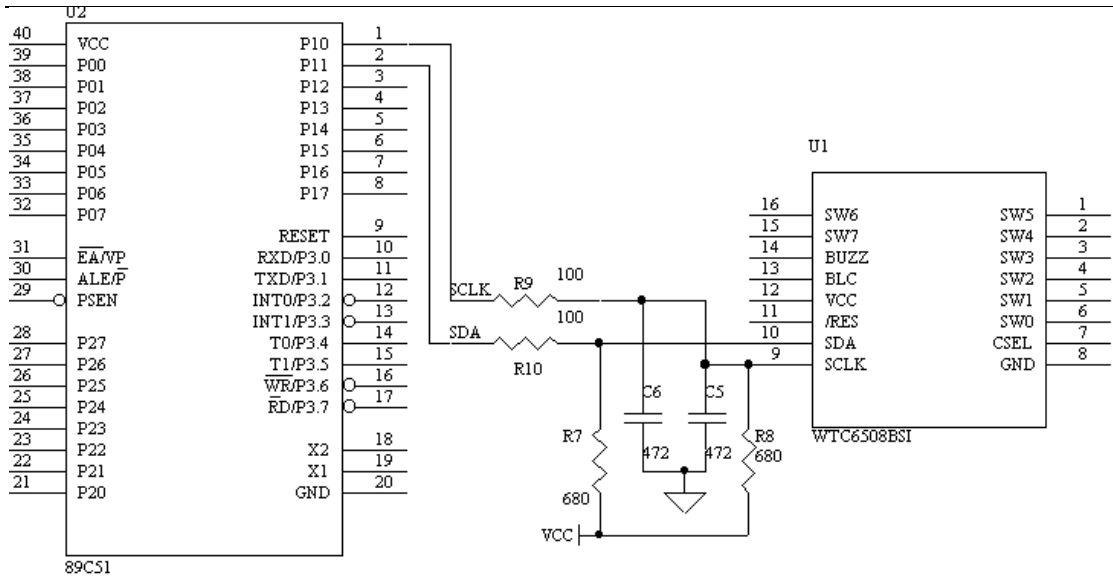 U2
40 VCC P10 1
39 P00 P11 2
38 P01 P12 3
37 P02 P13 4
36 P03 P14 5
35 P04 P15 6
34 P05 P16 7
33 P06 P17 8
32 P07
RESET 9
31 EA/VP RXD/P3.0 10
30 ALE/P TXD/P3.1 11
29 PSEN INT0/P3.2 12
INT1/P3.3 13
28 P27 T0/P3.4 14
27 P26 T1/P3.5 15
26 P25 WR/P3.6 16
25 P24 RD/P3.7 17
24 P23
23 P22 X2 18
22 P21 X1 19
21 P20 GND 20
89C51
SCLK R9 100
SDA 100
R10
C6 C5
R7 472 472 R8
680 680
VCC
U1
16 SW6 SW5 1
15 SW7 SW4 2
14 BUZZ SW3 3
13 BLC SW2 4
12 VCC SW1 5
11 /RES SW0 6
10 SDA CSEL 7
9 SCLK GND 8
WTC6508BSI